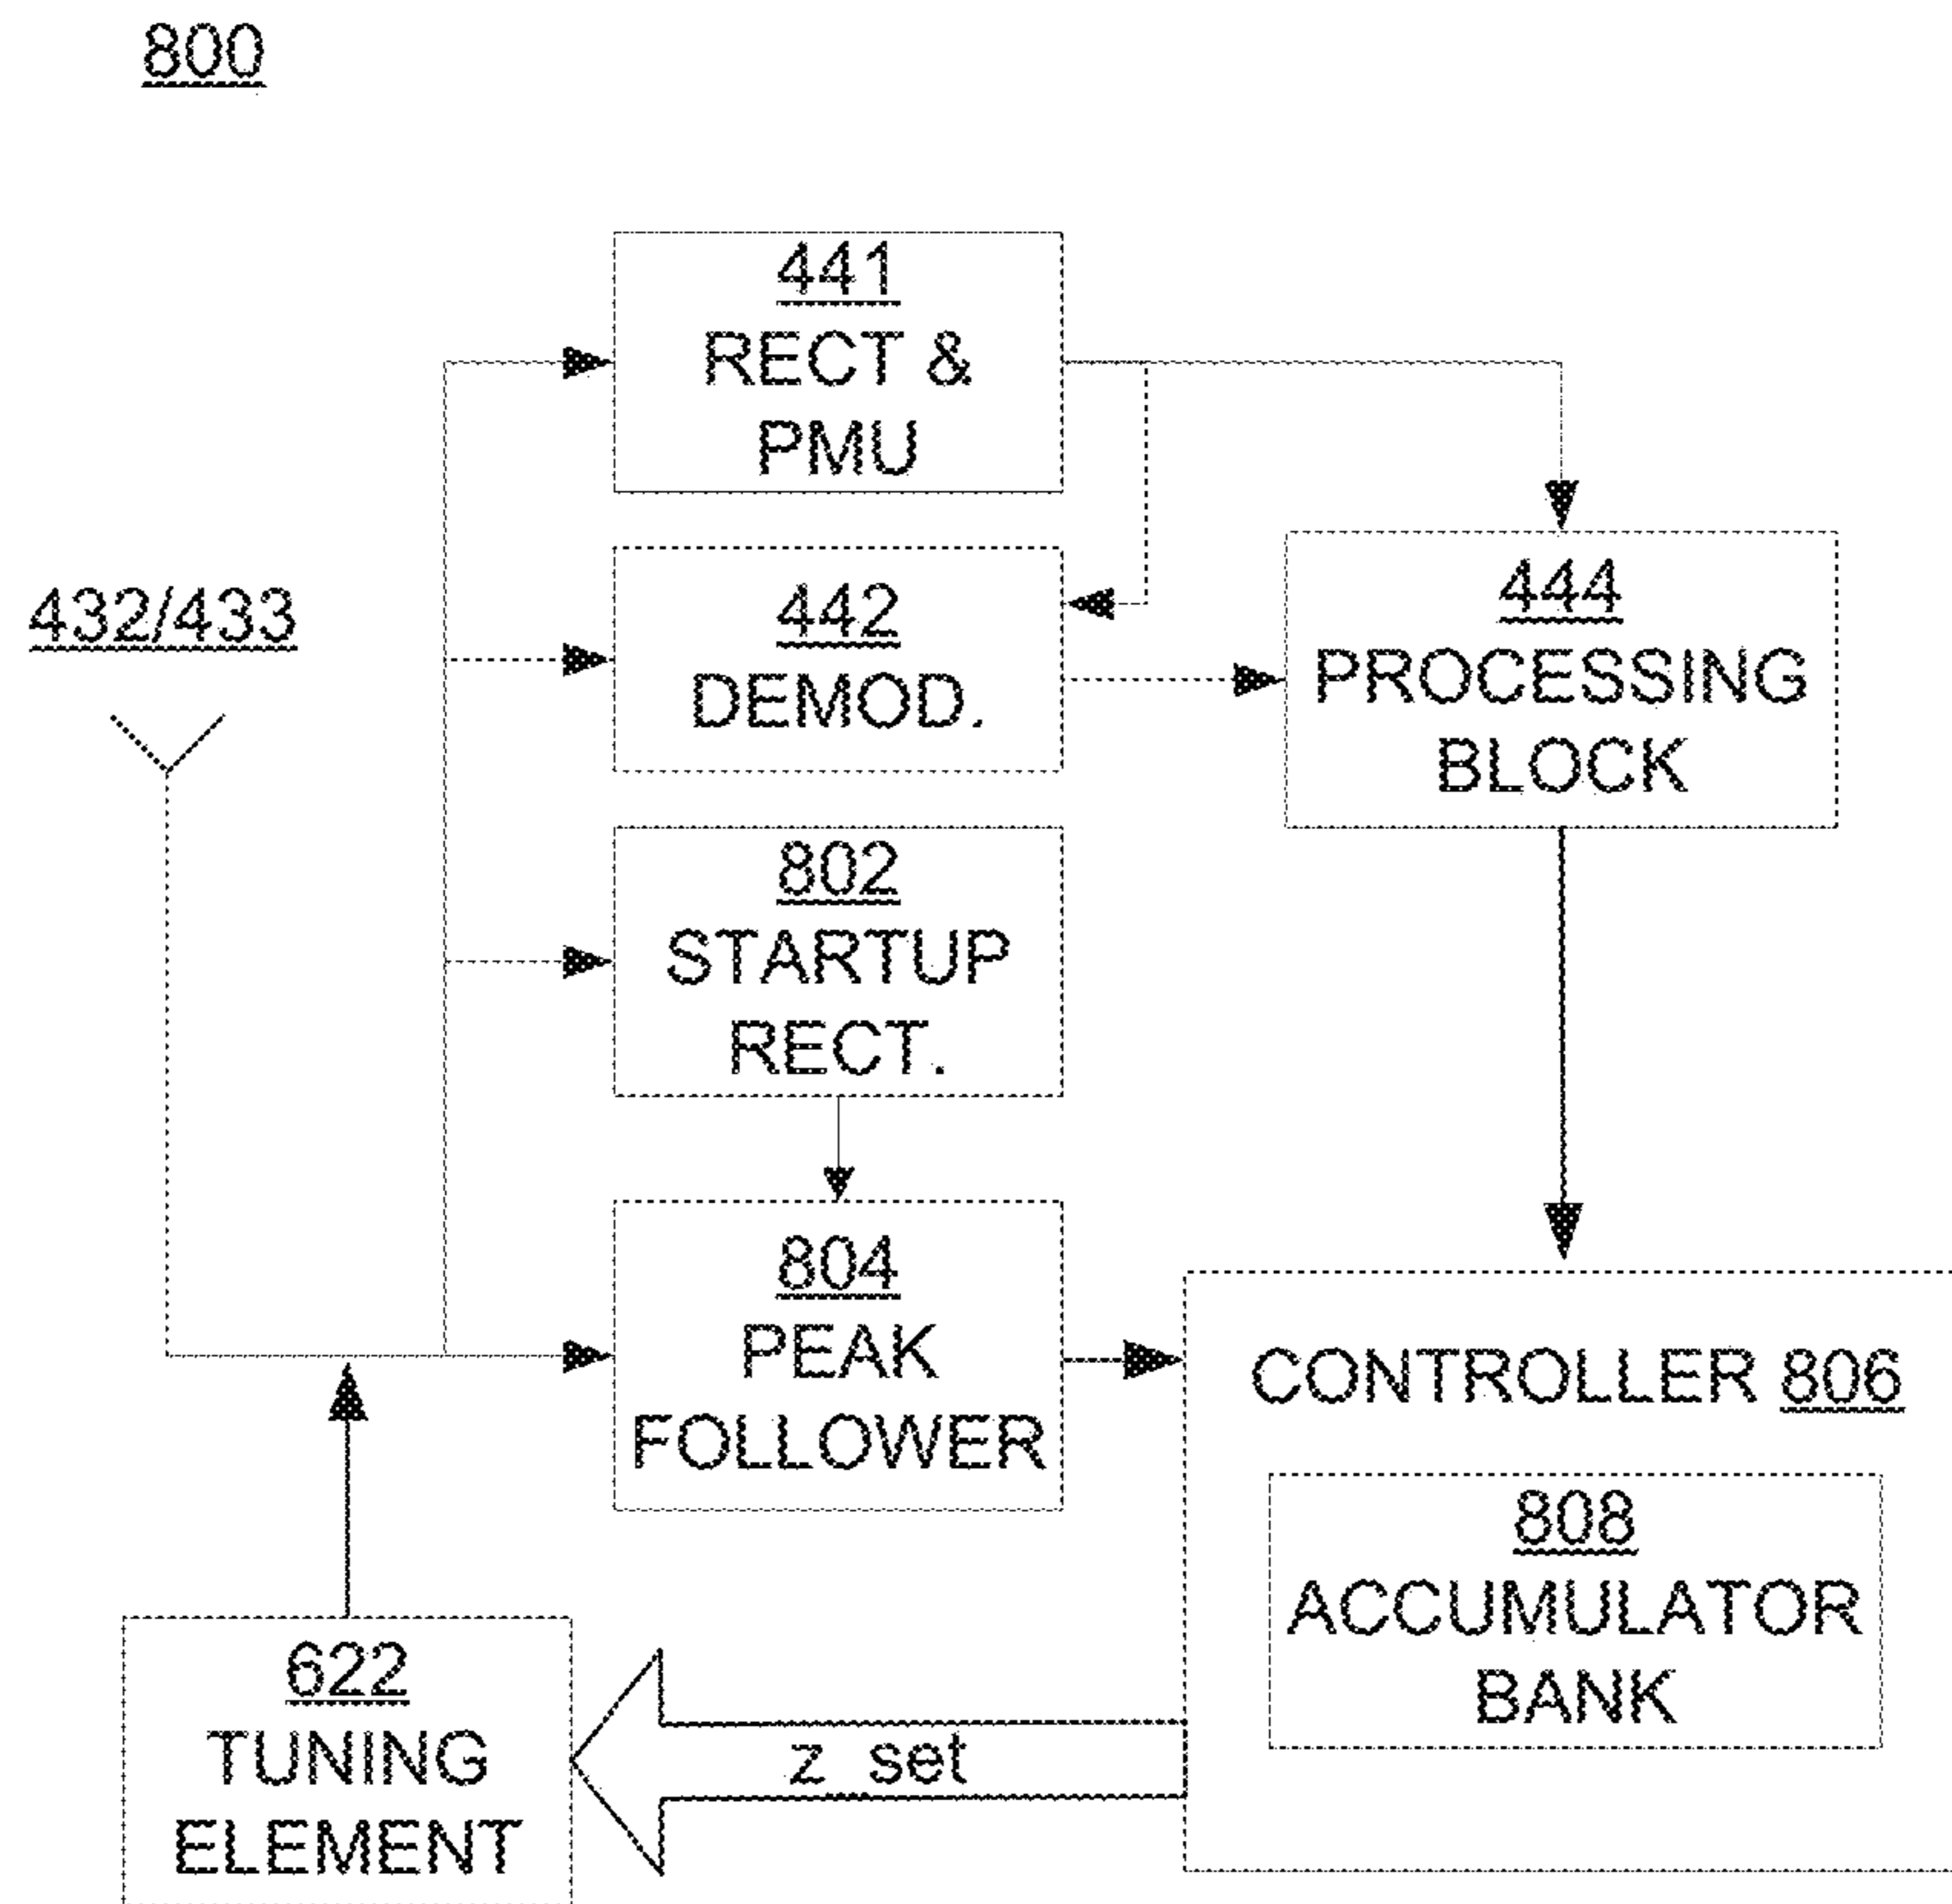 800
441
RECT &
PMU
432/433
442
DEMOD.
444
PROCESSING
BLOCK
802
STARTUP
RECT.
804
PEAK
FOLLOWER
CONTROLLER 806
808
ACCUMULATOR
BANK
622
TUNING
ELEMENT
z_set